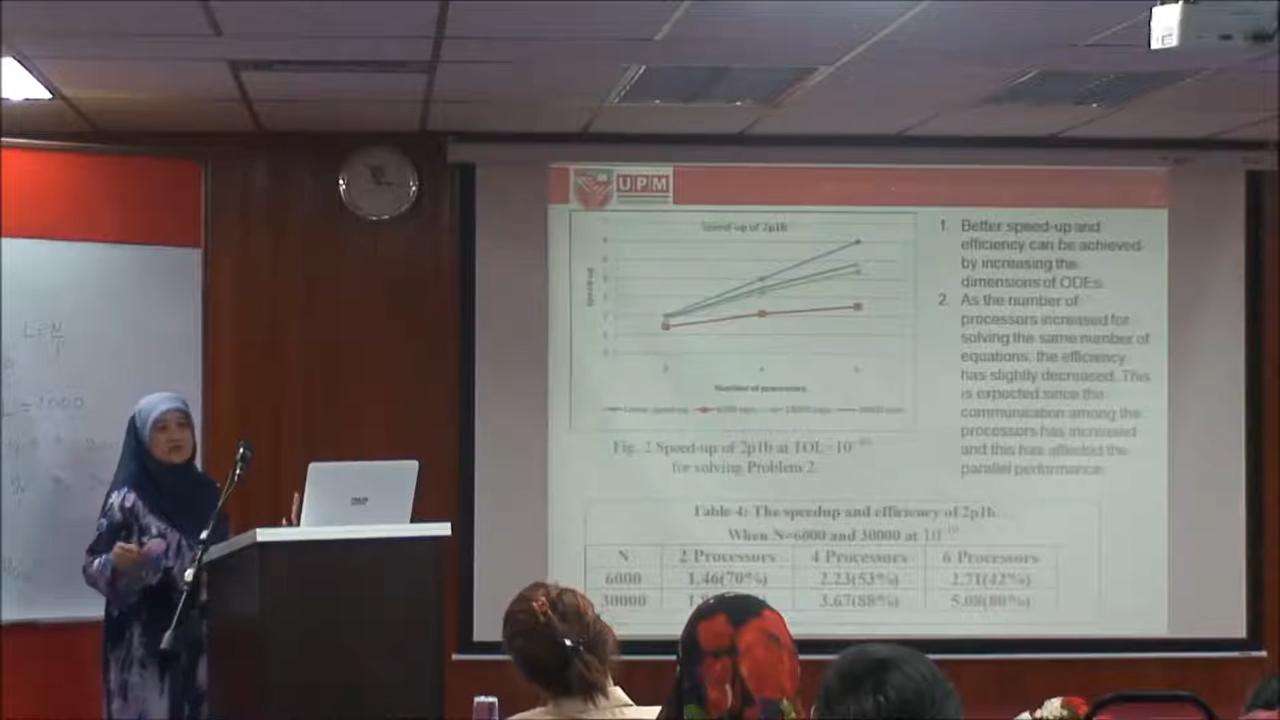 UPM
Speed-up of 2p1b
Number of processors
Fig. 2 Speed-up of 2p1b at TOL=10
for solving Problem 2.
1. Better speed-up and
efficiency can be achieved
by increasing the
dimensions of ODEs.
2. As the number of
processors increased for
solving the same number of
equations, the efficiency
has slightly decreased. This
is expected since the
communication among the
processors has increased
and this has affected the
parallel performance.
Table 4: The speedup and efficiency of 2p1b.
When N=6000 and 30000 at 10⁻¹⁰
N 2 Processors 4 Processors 6 Processors
6000 1.46(70%) 2.23(53%) 2.71(42%)
30000 3.67(88%) 5.08(80%)